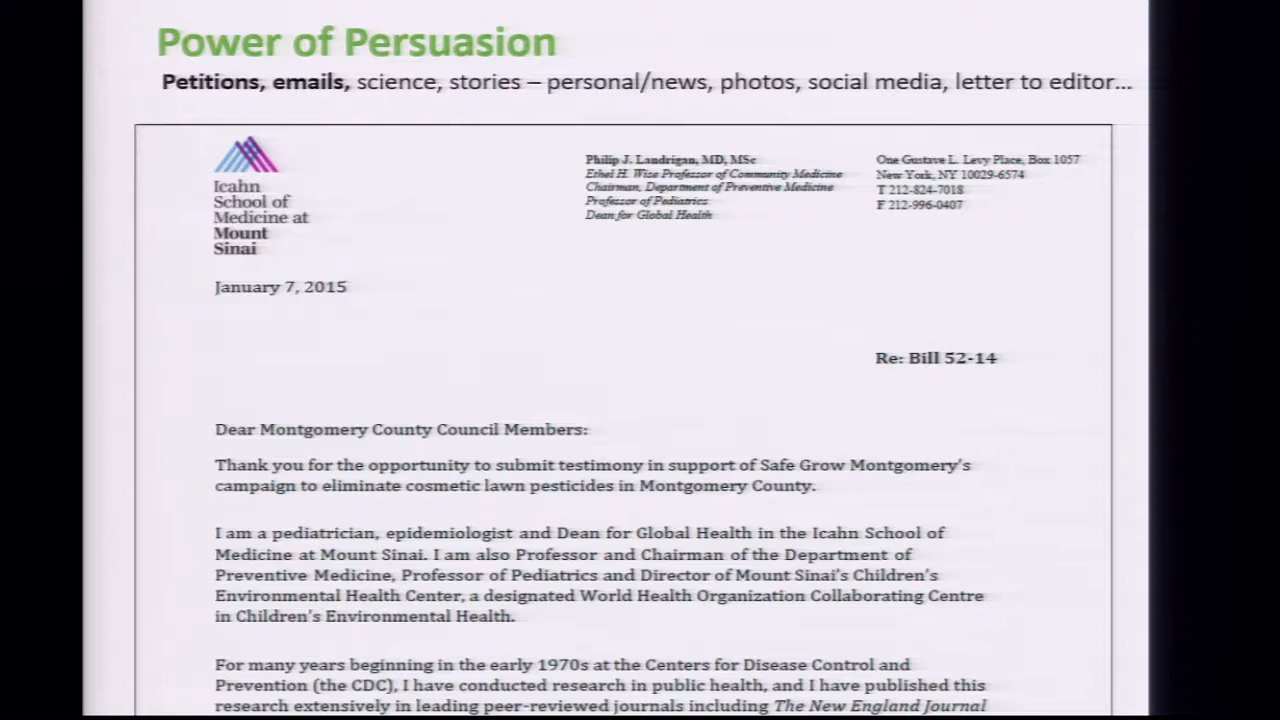 Power of Persuasion
Petitions, emails, science, stories – personal/news, photos, social media, letter to editor...
Icahn
School of
Medicine at
Mount
Sinai
Philip J. Landrigan, MD, MSc
Ethel H. Wise Professor of Community Medicine
Chairman, Department of Preventive Medicine
Professor of Pediatrics
Dean for Global Health
One Gustave L. Levy Place, Box 1057
New York, NY 10029-6574
T 212-824-7018
F 212-996-0407
January 7, 2015
Re: Bill 52-14
Dear Montgomery County Council Members:
Thank you for the opportunity to submit testimony in support of Safe Grow Montgomery's
campaign to eliminate cosmetic lawn pesticides in Montgomery County.
I am a pediatrician, epidemiologist and Dean for Global Health in the Icahn School of
Medicine at Mount Sinai. I am also Professor and Chairman of the Department of
Preventive Medicine, Professor of Pediatrics and Director of Mount Sinai's Children's
Environmental Health Center, a designated World Health Organization Collaborating Centre
in Children's Environmental Health.
For many years beginning in the early 1970s at the Centers for Disease Control and
Prevention (the CDC), I have conducted research in public health, and I have published this
research extensively in leading peer-reviewed journals including The New England Journal